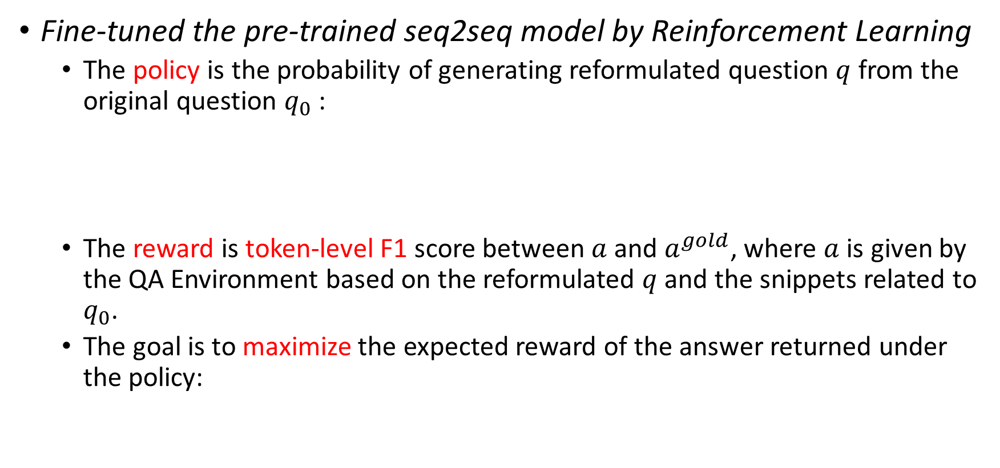 • Fine-tuned the pre-trained seq2seq model by Reinforcement Learning
• The policy is the probability of generating reformulated question q from the
original question q₀ :
• The reward is token-level F1 score between a and a^gold, where a is given by
the QA Environment based on the reformulated q and the snippets related to
q₀.
• The goal is to maximize the expected reward of the answer returned under
the policy: